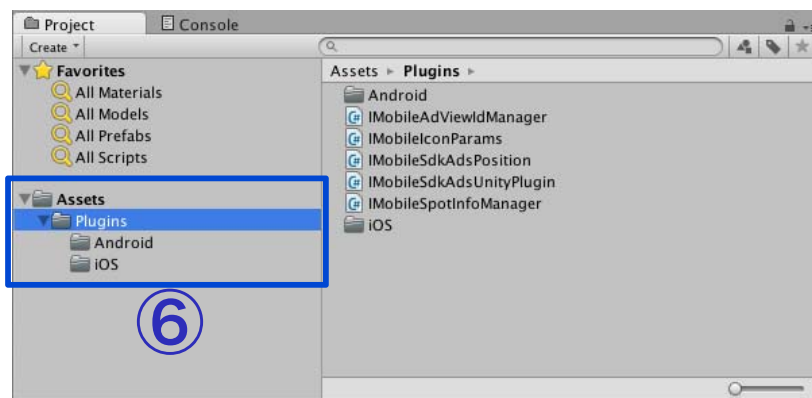 Project
Console
Create
Favorites
All Materials
All Models
All Prefabs
All Scripts
Assets
Plugins
Android
iOS
⑥
Assets ▸ Plugins ▸
Android
IMobileAdViewIdManager
IMobileIconParams
IMobileSdkAdsPosition
IMobileSdkAdsUnityPlugin
IMobileSpotInfoManager
iOS